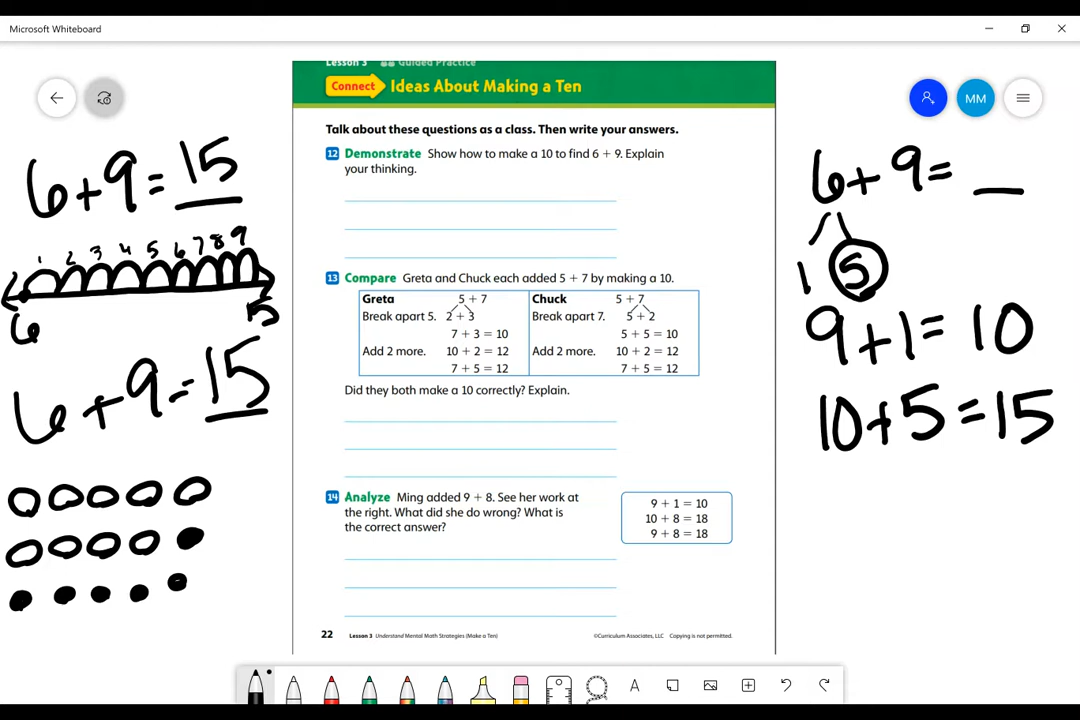 Microsoft Whiteboard
MM
6+9=15
1 2 3 4 5 6 7 8 9
6 15
6+9=15
Lesson 3 Guided Practice
Connect Ideas About Making a Ten
Talk about these questions as a class. Then write your answers.
12 Demonstrate Show how to make a 10 to find 6 + 9. Explain
your thinking.
13 Compare Greta and Chuck each added 5 + 7 by making a 10.
Greta 5 + 7
Break apart 5. 2 + 3
7 + 3 = 10
Add 2 more. 10 + 2 = 12
7 + 5 = 12
Chuck 5 + 7
Break apart 7. 5 + 2
5 + 5 = 10
Add 2 more. 10 + 2 = 12
7 + 5 = 12
Did they both make a 10 correctly? Explain.
14 Analyze Ming added 9 + 8. See her work at
the right. What did she do wrong? What is
the correct answer?
9 + 1 = 10
10 + 8 = 18
9 + 8 = 18
22 Lesson 3 Understand Mental Math Strategies (Make a Ten) ©Curriculum Associates, LLC Copying is not permitted.
6+9= __
1 5
9+1=10
10+5=15
A